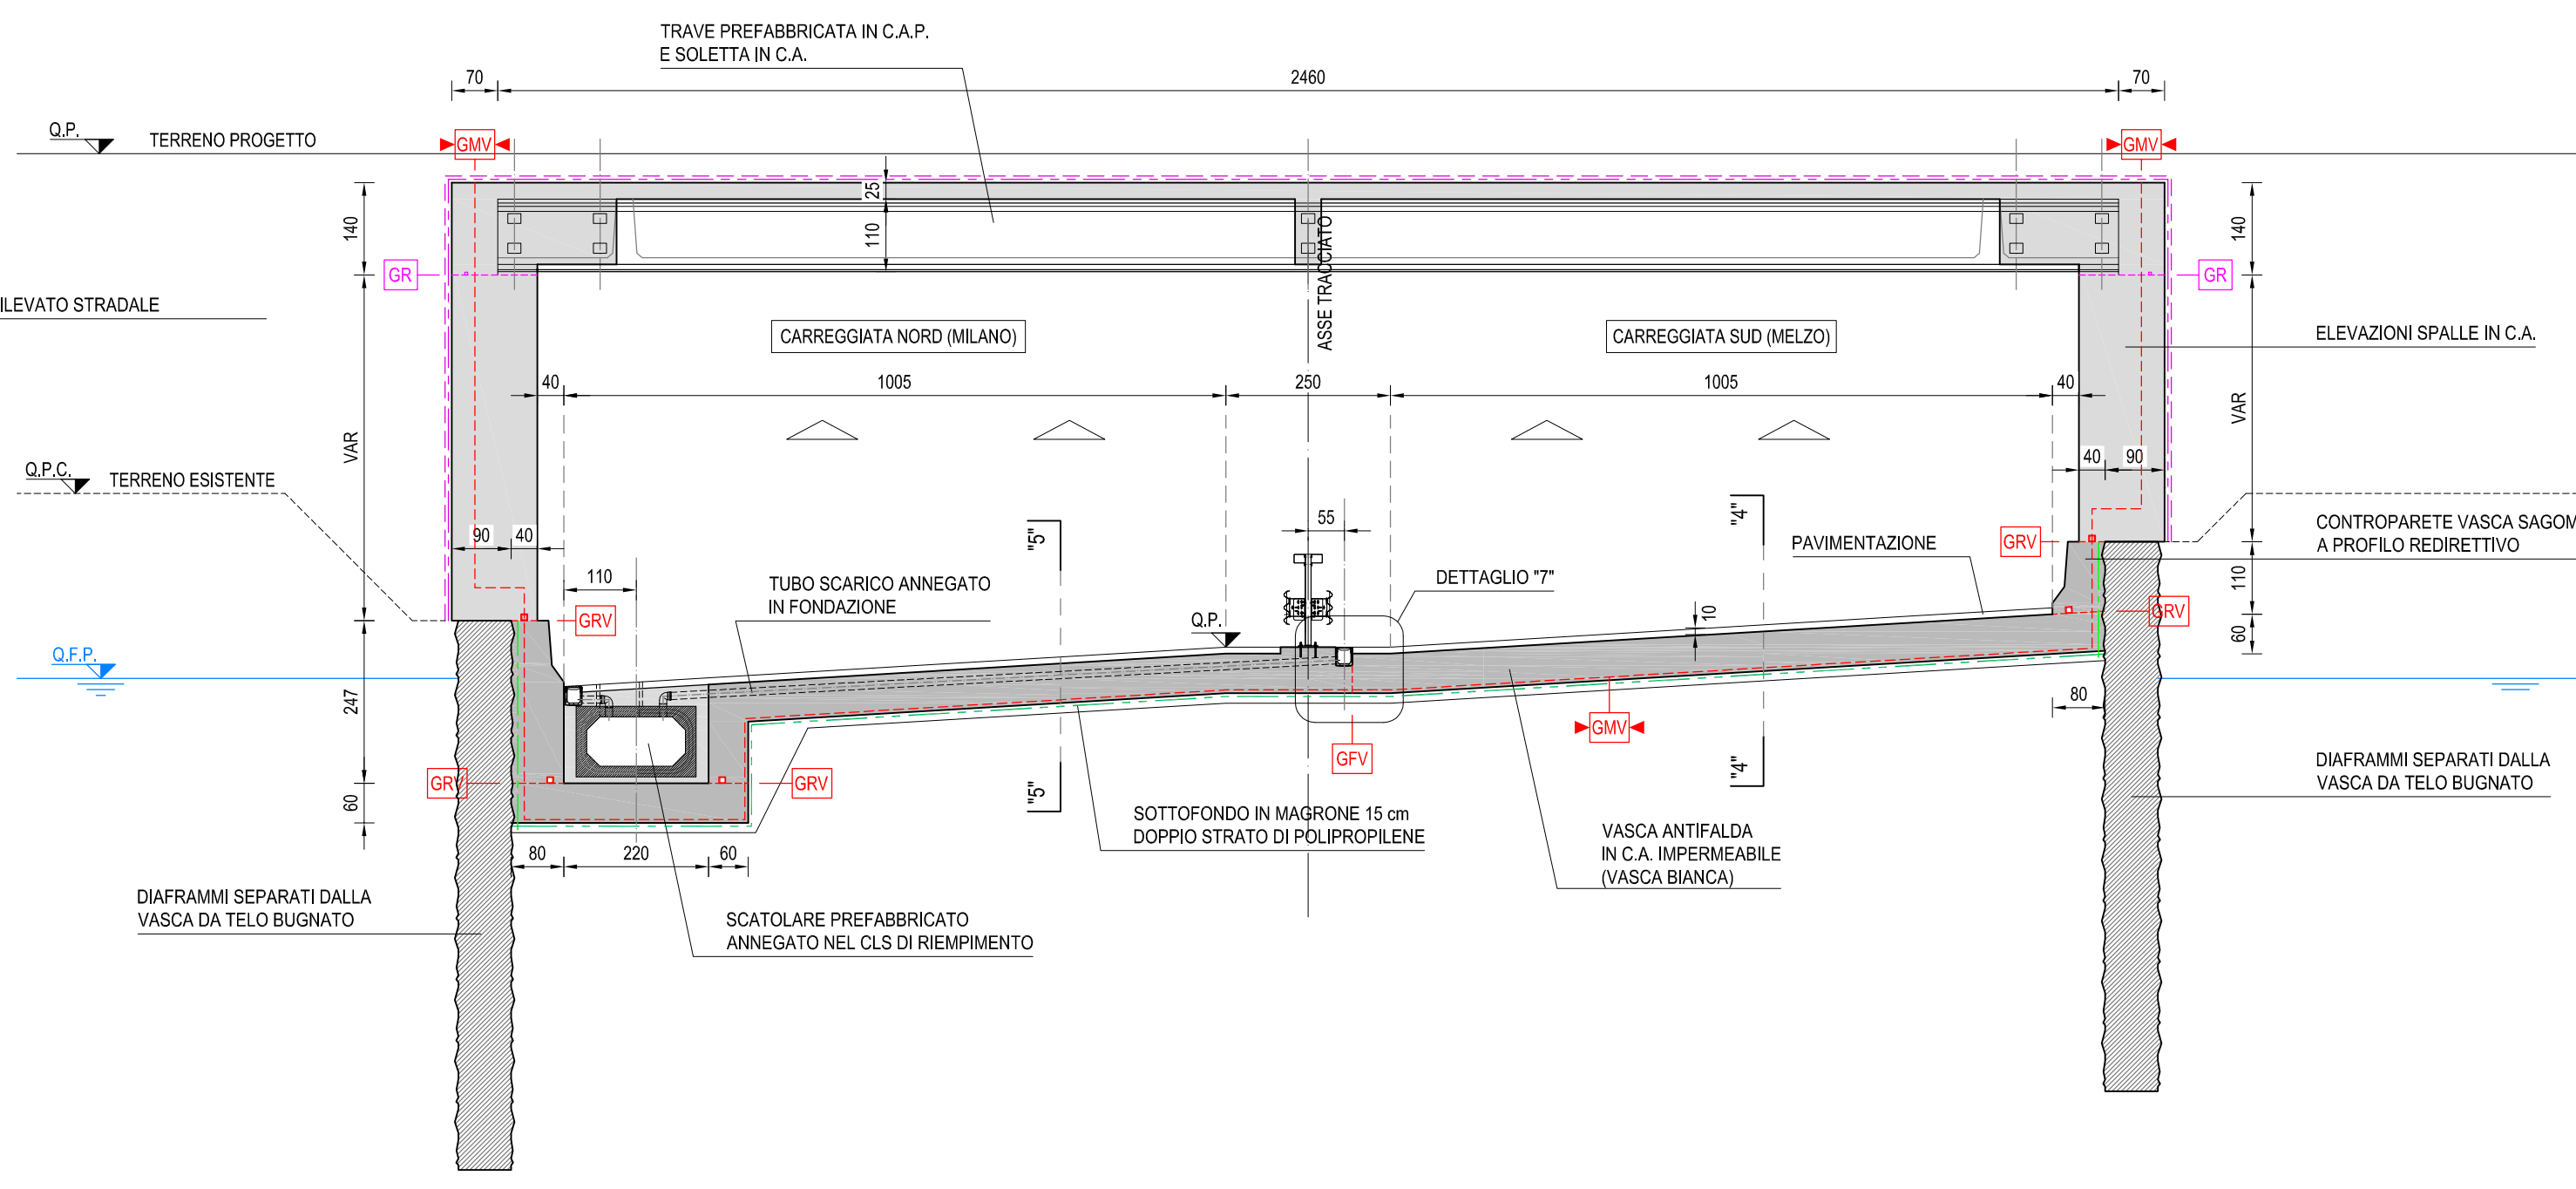 TRAVE PREFABBRICATA IN C.A.P.
E SOLETTA IN C.A.
70
2460
70
Q.P.
TERRENO PROGETTO
GMV
GMV
25
110
140
140
GR
GR
ILEVATO STRADALE
ASSE TRACCIATO
CARREGGIATA NORD (MILANO)
CARREGGIATA SUD (MELZO)
ELEVAZIONI SPALLE IN C.A.
40
1005
250
1005
40
VAR
VAR
Q.P.C.
TERRENO ESISTENTE
40
90
90
40
55
"5"
"4"
CONTROPARETE VASCA SAGOM
A PROFILO REDIRETTIVO
PAVIMENTAZIONE
GRV
110
TUBO SCARICO ANNEGATO
IN FONDAZIONE
DETTAGLIO "7"
110
10
GRV
Q.P.
GRV
60
Q.F.P.
247
80
GMV
GFV
GRV
GRV
"5"
"4"
DIAFRAMMI SEPARATI DALLA
VASCA DA TELO BUGNATO
60
SOTTOFONDO IN MAGRONE 15 cm
DOPPIO STRATO DI POLIPROPILENE
VASCA ANTIFALDA
IN C.A. IMPERMEABILE
(VASCA BIANCA)
80
220
60
DIAFRAMMI SEPARATI DALLA
VASCA DA TELO BUGNATO
SCATOLARE PREFABBRICATO
ANNEGATO NEL CLS DI RIEMPIMENTO